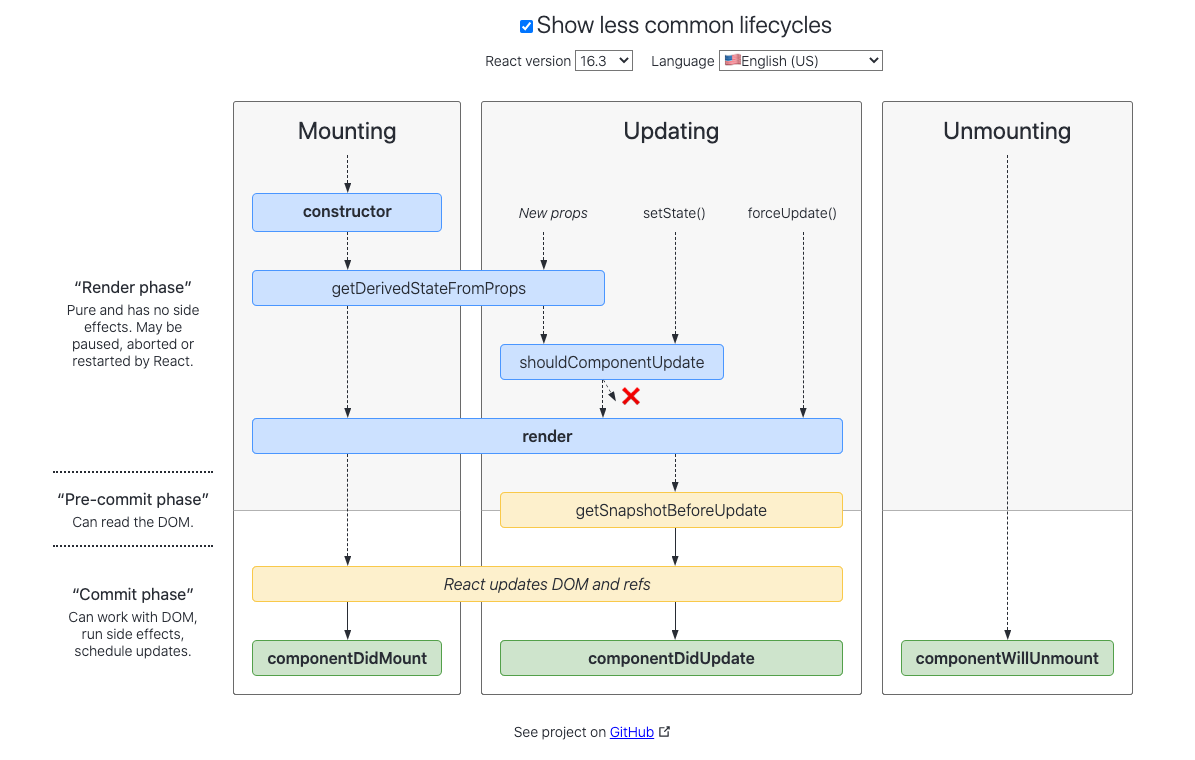 Show less common lifecycles
React version 16.3 Language English (US)
Mounting
Updating
Unmounting
constructor
New props
setState()
forceUpdate()
“Render phase”
Pure and has no side
effects. May be
paused, aborted or
restarted by React.
getDerivedStateFromProps
shouldComponentUpdate
render
“Pre-commit phase”
Can read the DOM.
getSnapshotBeforeUpdate
“Commit phase”
Can work with DOM,
run side effects,
schedule updates.
React updates DOM and refs
componentDidMount
componentDidUpdate
componentWillUnmount
See project on GitHub